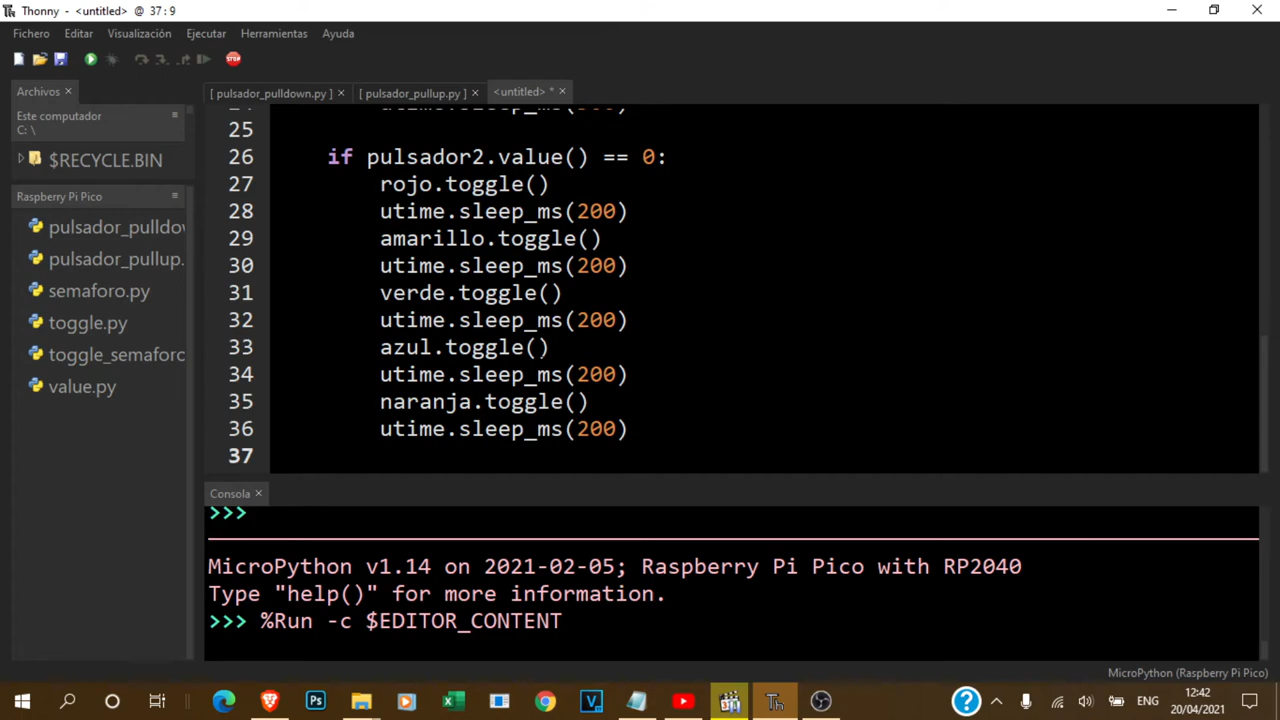 Thonny - <untitled> @ 37:9
Fichero Editar Visualización Ejecutar Herramientas Ayuda
STOP
Archivos ×
Este computador
C: \
$RECYCLE.BIN
Raspberry Pi Pico
pulsador_pulldov
pulsador_pullup.
semaforo.py
toggle.py
toggle_semaforo
value.py
[ pulsador_pulldown.py ] × [ pulsador_pullup.py ] × <untitled> * ×
25
26 if pulsador2.value() == 0:
27 rojo.toggle()
28 utime.sleep_ms(200)
29 amarillo.toggle()
30 utime.sleep_ms(200)
31 verde.toggle()
32 utime.sleep_ms(200)
33 azul.toggle()
34 utime.sleep_ms(200)
35 naranja.toggle()
36 utime.sleep_ms(200)
37
Consola ×
>>>
MicroPython v1.14 on 2021-02-05; Raspberry Pi Pico with RP2040
Type "help()" for more information.
>>> %Run -c $EDITOR_CONTENT
MicroPython (Raspberry Pi Pico)
Ps
V
Th
ENG
12:42
20/04/2021